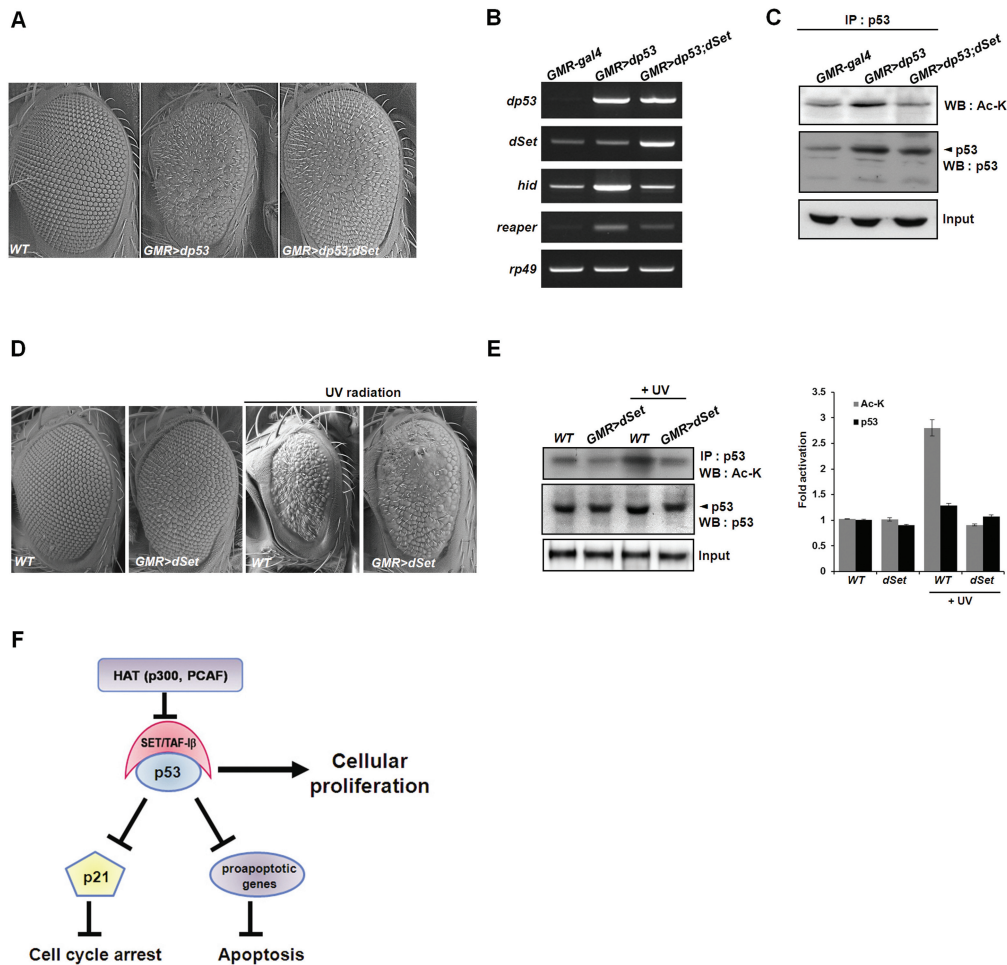 A
WT
GMR>dp53
GMR>dp53;dSet
B
GMR-gal4
GMR>dp53
GMR>dp53;dSet
dp53
dSet
hid
reaper
rp49
C
IP : p53
GMR-gal4
GMR>dp53
GMR>dp53;dSet
WB : Ac-K
◄ p53
WB : p53
Input
D
UV radiation
WT
GMR>dSet
WT
GMR>dSet
E
+ UV
WT
GMR>dSet
WT
GMR>dSet
IP : p53
WB : Ac-K
◄ p53
WB : p53
Input
Fold activation
3.5
3
2.5
2
1.5
1
0.5
0
Ac-K
p53
WT
dSet
WT
dSet
+ UV
F
HAT (p300, PCAF)
SET/TAF-Iβ
p53
Cellular
proliferation
p21
proapoptotic
genes
Cell cycle arrest
Apoptosis